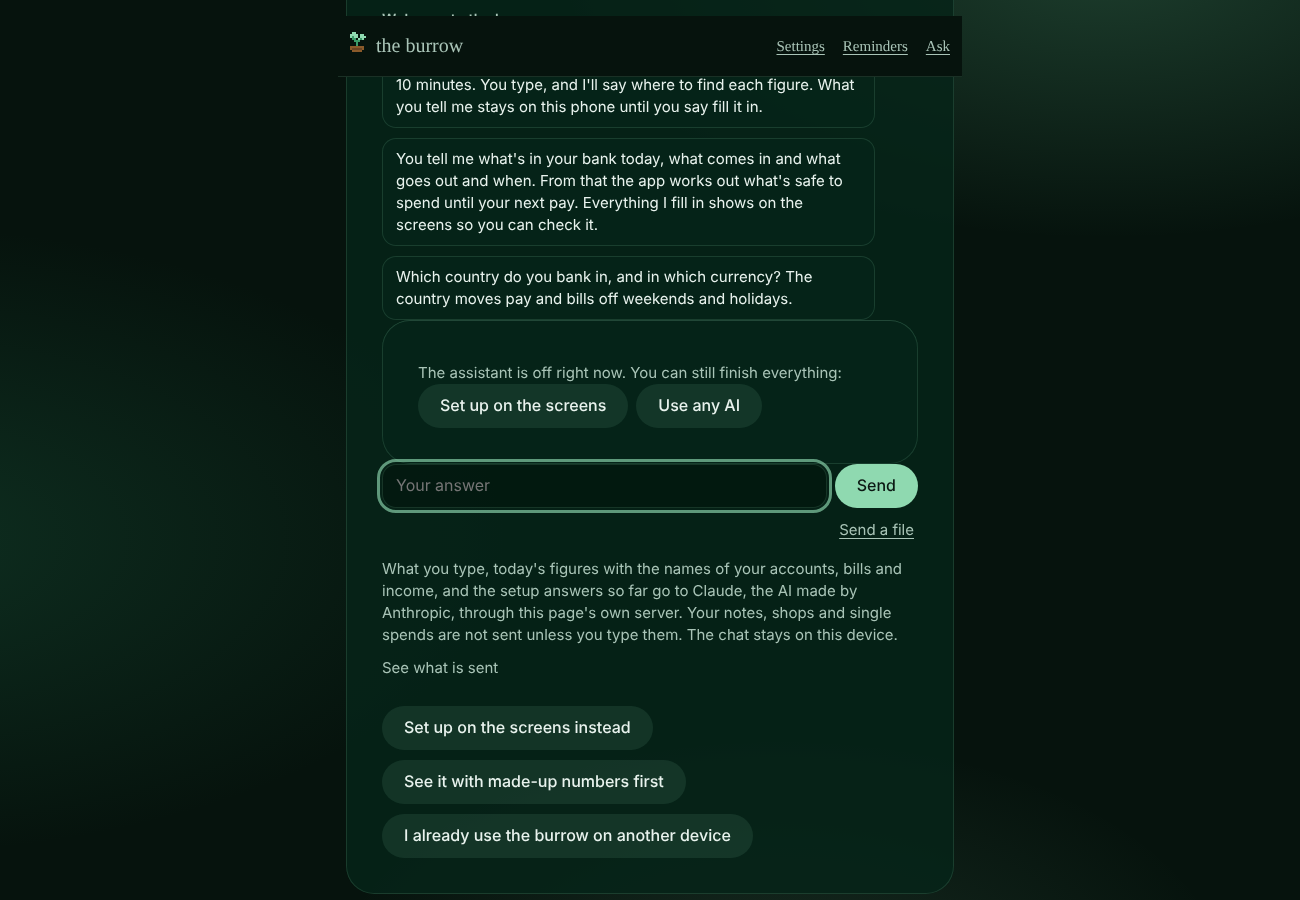 the burrow
Settings
Reminders
Ask
10 minutes. You type, and I'll say where to find each figure. What
you tell me stays on this phone until you say fill it in.
You tell me what's in your bank today, what comes in and what
goes out and when. From that the app works out what's safe to
spend until your next pay. Everything I fill in shows on the
screens so you can check it.
Which country do you bank in, and in which currency? The
country moves pay and bills off weekends and holidays.
The assistant is off right now. You can still finish everything:
Set up on the screens
Use any AI
Your answer
Send
Send a file
What you type, today's figures with the names of your accounts, bills and
income, and the setup answers so far go to Claude, the AI made by
Anthropic, through this page's own server. Your notes, shops and single
spends are not sent unless you type them. The chat stays on this device.
See what is sent
Set up on the screens instead
See it with made-up numbers first
I already use the burrow on another device